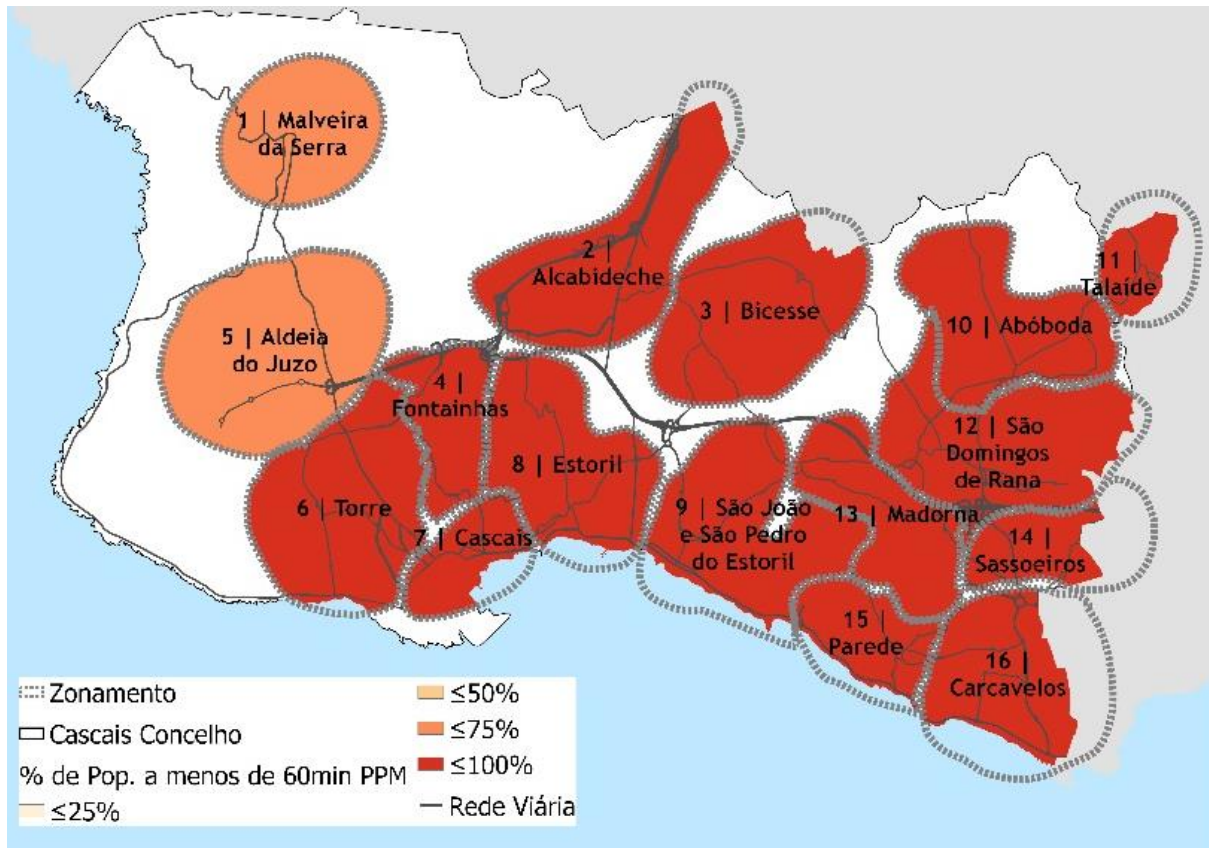 1 | Malveira
da Serra
2 |
Alcabideche
3 | Bicesse
11 |
Talaíde
10 | Abóboda
5 | Aldeia
do Juzo
4 |
Fontainhas
12 | São
Domingos
de Rana
8 | Estoril
6 | Torre
7 | Cascais
9 | São João
e São Pedro
do Estoril
13 | Madorna
14 |
Sassoeiros
15 |
Parede
16 |
Carcavelos
Zonamento
Cascais Concelho
% de Pop. a menos de 60min PPM
≤25%
≤50%
≤75%
≤100%
Rede Viária